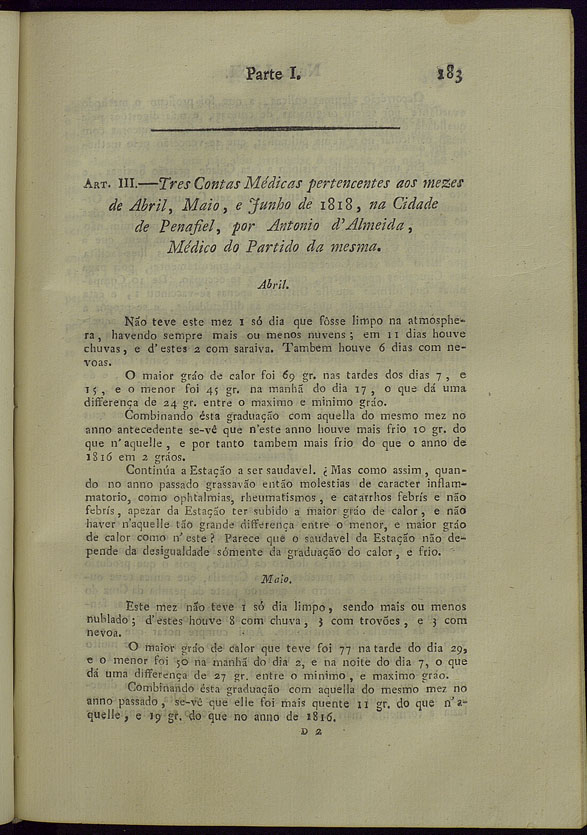 Parte I. 183
ART. III.—Tres Contas Médicas pertencentes aos mezes
de Abril, Maio, e Junho de 1818, na Cidade
de Penafiel, por Antonio d'Almeida,
Médico do Partido da mesma.
Abril.
Não teve este mez 1 só dia que fôsse limpo na atmosphe-
ra, havendo sempre mais ou menos nuvens; em 11 dias houve
chuvas, e d'estes 2 com saraiva. Tambem houve 6 dias com ne-
voas.
O maior gráo de calor foi 69 gr. nas tardes dos dias 7, e
15, e o menor foi 45 gr. na manhã do dia 17, o que dá uma
differença de 24 gr. entre o maximo e minimo gráo.
Combinando ésta graduação com aquella do mesmo mez no
anno antecedente se-vê que n'este anno houve mais frio 10 gr. do
que n'aquelle, e por tanto tambem mais frio do que o anno de
1816 em 2 gráos.
Continúa a Estação a ser saudavel. ¿ Mas como assim, quan-
do no anno passado grassavão então molestias de caracter inflam-
matorio, como ophtalmias, rheumatismos, e catarrhos febrís e não
febrís, apezar da Estação ter subido a maior gráo de calor, e não
haver n'aquelle tão grande differença entre o menor, e maior gráo
de calor como n'este? Parece que o saudavel da Estação não de-
pende da desigualdade sómente da graduação do calor, e frio.
Maio.
Este mez não teve 1 só dia limpo, sendo mais ou menos
nublado; d'estes houve 8 com chuva, 3 com trovões, e 3 com
nevoa.
O maior gráo de calor que teve foi 77 na tarde do dia 29,
e o menor foi 50 na manhã do dia 2, e na noite do dia 7, o que
dá uma differença de 27 gr. entre o minimo, e maximo gráo.
Combinando ésta graduação com aquella do mesmo mez no
anno passado, se-vê que elle foi mais quente 11 gr. do que n'a-
quelle, e 19 gr. do que no anno de 1816.
D 2